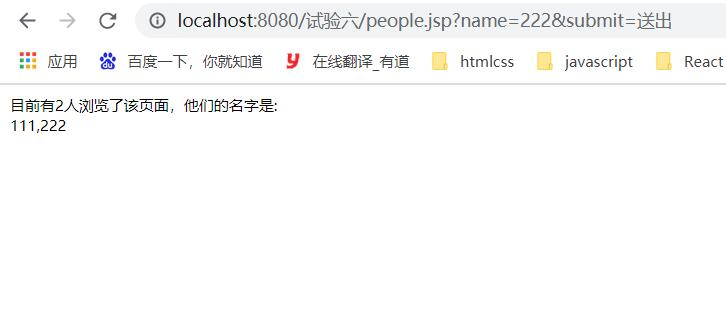 localhost:8080/试验六/people.jsp?name=222&submit=送出
应用 百度一下，你就知道 在线翻译_有道 htmlcss javascript React
目前有2人浏览了该页面，他们的名字是:
111,222